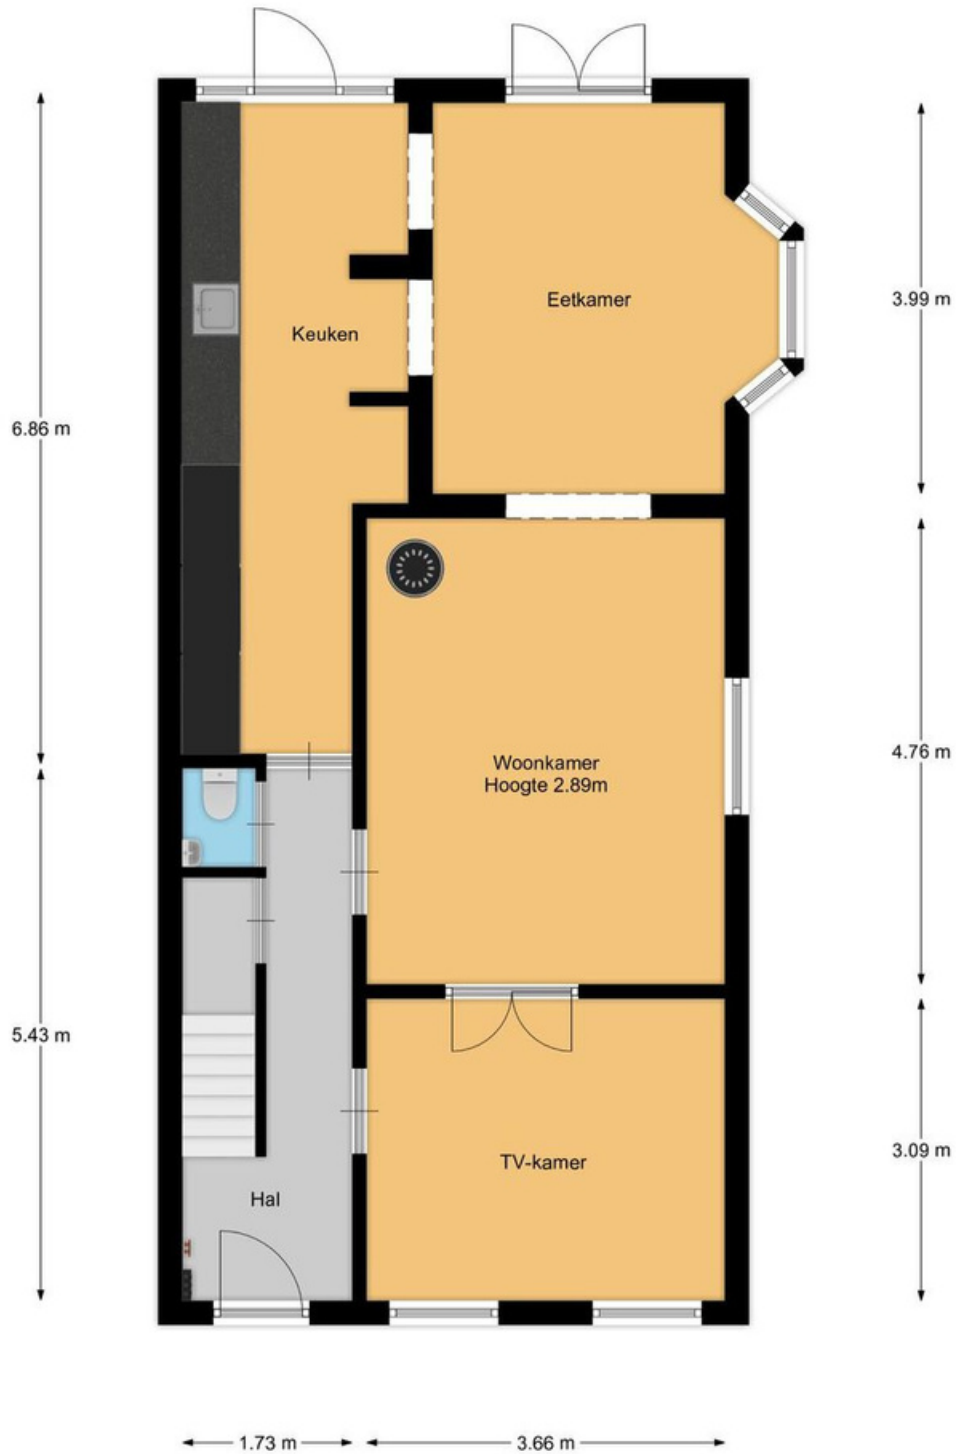 3.99 m
Eetkamer
Keuken
6.86 m
4.76 m
Woonkamer
Hoogte 2.89m
5.43 m
3.09 m
TV-kamer
Hal
1.73 m
3.66 m